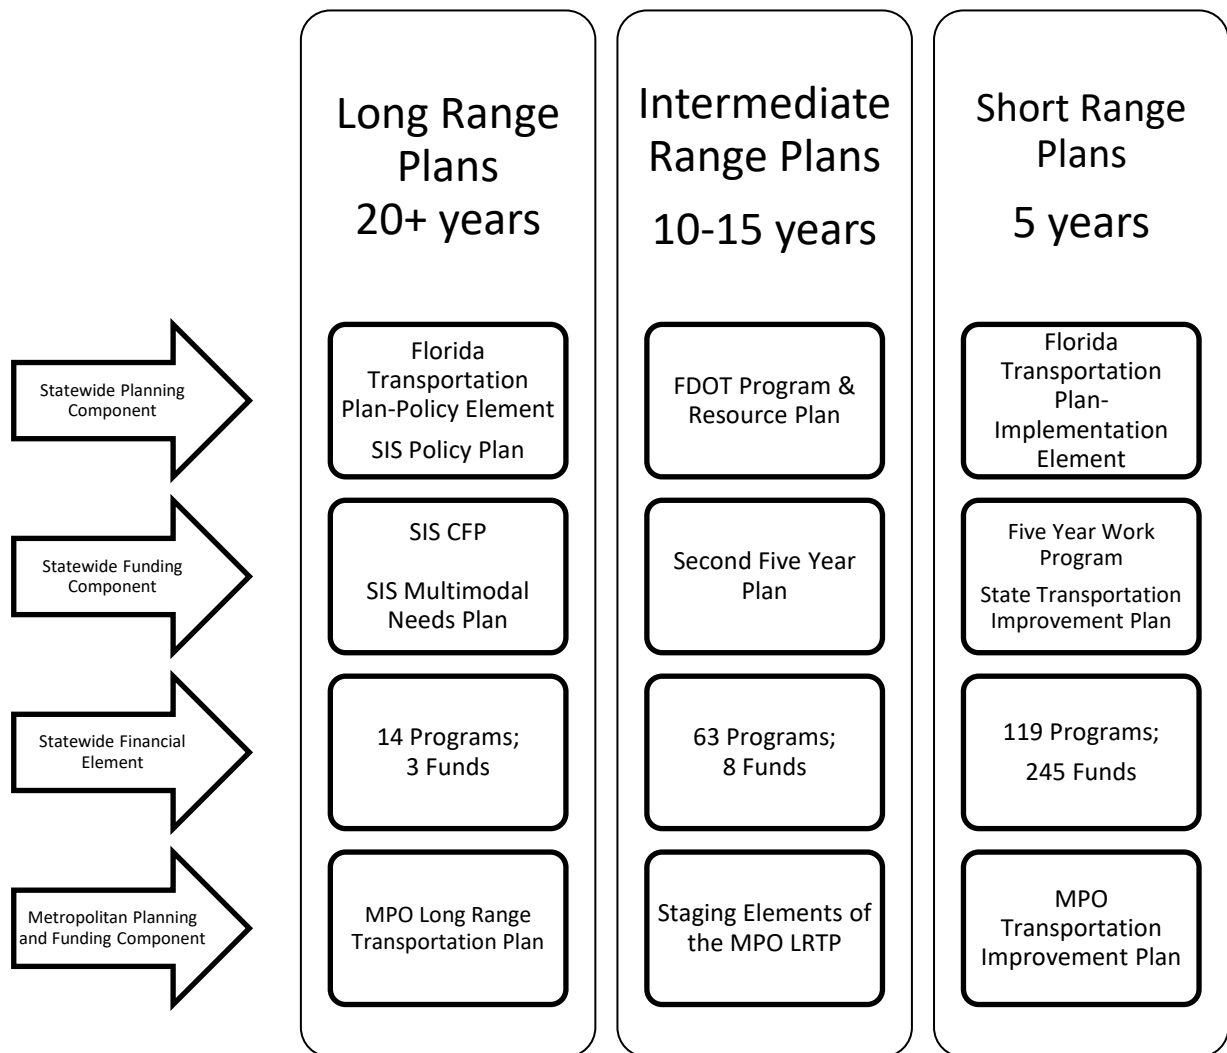 Long Range
Plans
20+ years
Intermediate
Range Plans
10-15 years
Short Range
Plans
5 years
Statewide Planning
Component
Florida
Transportation
Plan-Policy Element
SIS Policy Plan
FDOT Program &
Resource Plan
Florida
Transportation
Plan-
Implementation
Element
Statewide Funding
Component
SIS CFP
SIS Multimodal
Needs Plan
Second Five Year
Plan
Five Year Work
Program
State Transportation
Improvement Plan
Statewide Financial
Element
14 Programs;
3 Funds
63 Programs;
8 Funds
119 Programs;
245 Funds
Metropolitan Planning
and Funding Component
MPO Long Range
Transportation Plan
Staging Elements of
the MPO LRTP
MPO
Transportation
Improvement Plan